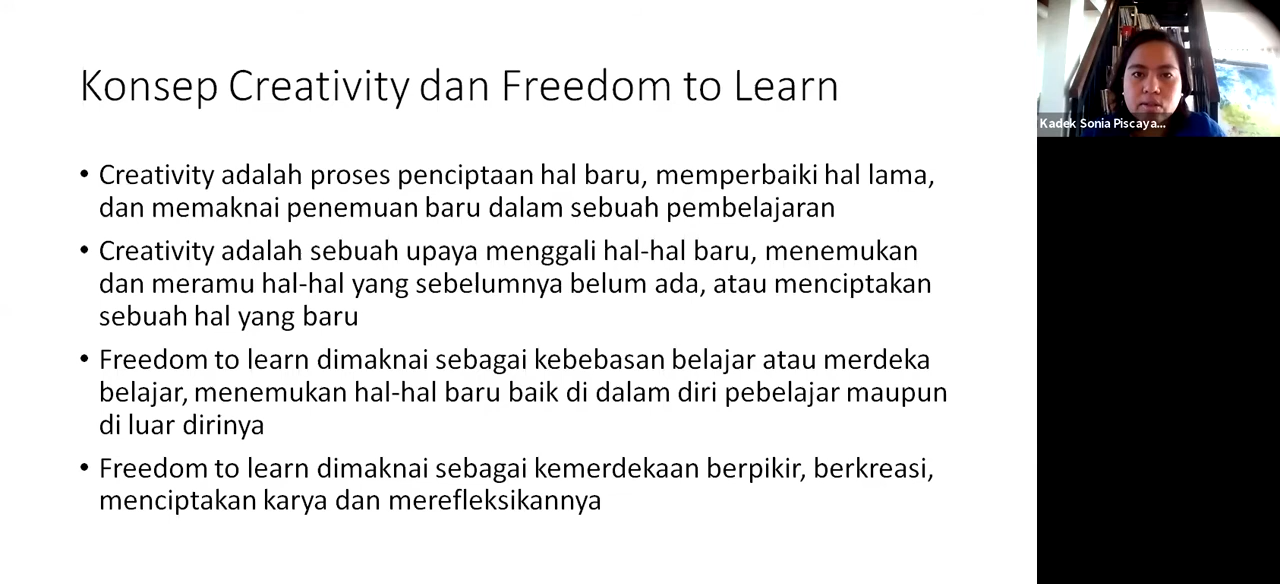 Konsep Creativity dan Freedom to Learn
• Creativity adalah proses penciptaan hal baru, memperbaiki hal lama,
dan memaknai penemuan baru dalam sebuah pembelajaran
• Creativity adalah sebuah upaya menggali hal-hal baru, menemukan
dan meramu hal-hal yang sebelumnya belum ada, atau menciptakan
sebuah hal yang baru
• Freedom to learn dimaknai sebagai kebebasan belajar atau merdeka
belajar, menemukan hal-hal baru baik di dalam diri pebelajar maupun
di luar dirinya
• Freedom to learn dimaknai sebagai kemerdekaan berpikir, berkreasi,
menciptakan karya dan merefleksikannya
Kadek Sonia Piscaya...